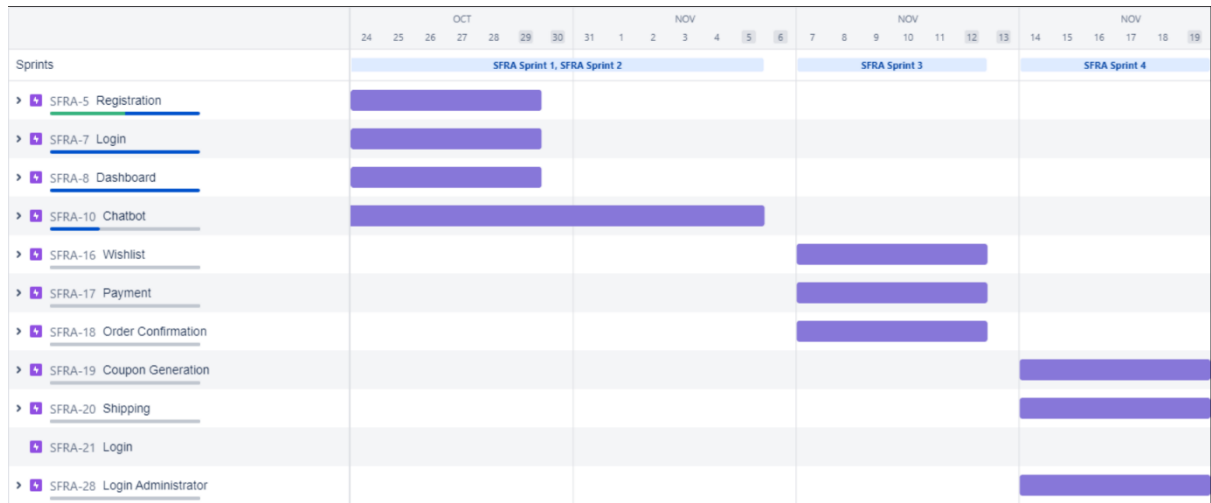 OCT NOV NOV NOV
24 25 26 27 28 29 30 31 1 2 3 4 5 6 7 8 9 10 11 12 13 14 15 16 17 18 19
Sprints SFRA Sprint 1, SFRA Sprint 2 SFRA Sprint 3 SFRA Sprint 4
SFRA-5 Registration
SFRA-7 Login
SFRA-8 Dashboard
SFRA-10 Chatbot
SFRA-16 Wishlist
SFRA-17 Payment
SFRA-18 Order Confirmation
SFRA-19 Coupon Generation
SFRA-20 Shipping
SFRA-21 Login
SFRA-28 Login Administrator